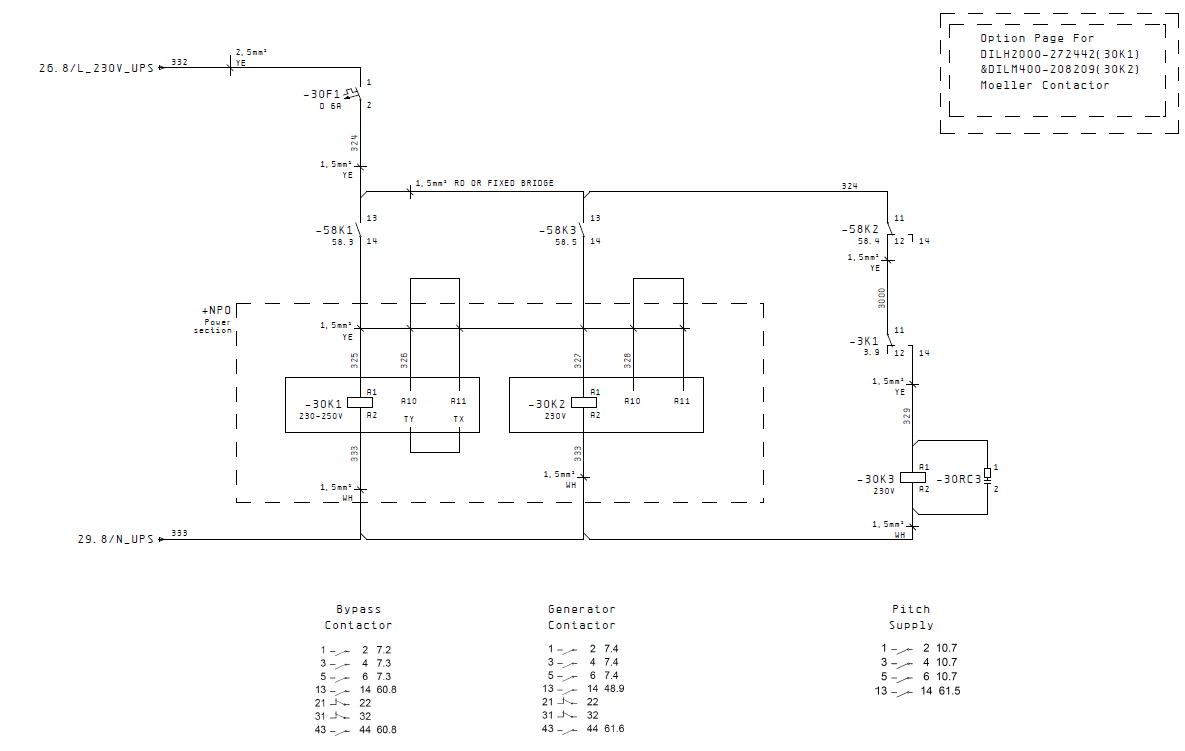 Option Page For
DILH2000-272442(30K1)
&DILM400-208209(30K2)
Moeller Contactor
2,5mm²
26.8/L_230V_UPS
332
YE
1
-30F1
D 6A
2
324
1,5mm²
YE
1,5mm² RD OR FIXED BRIDGE
324
13
-58K1
58.3
14
13
-58K3
58.5
14
11
-58K2
58.4
12
14
1,5mm²
YE
3000
+NPO
Power
section
1,5mm²
YE
11
-3K1
3.9
12
14
325
326
327
328
1,5mm²
YE
329
-30K1
230-250V
A1
A2
A10
A11
TY
TX
-30K2
230V
A1
A2
A10
A11
333
333
1,5mm²
WH
1,5mm²
WH
-30K3
230V
A1
A2
-30RC3
1
2
1,5mm²
WH
29.8/N_UPS
333
Bypass
Contactor
1 2 7.2
3 4 7.3
5 6 7.3
13 14 60.8
21 22
31 32
43 44 60.8
Generator
Contactor
1 2 7.4
3 4 7.4
5 6 7.4
13 14 48.9
21 22
31 32
43 44 61.6
Pitch
Supply
1 2 10.7
3 4 10.7
5 6 10.7
13 14 61.5